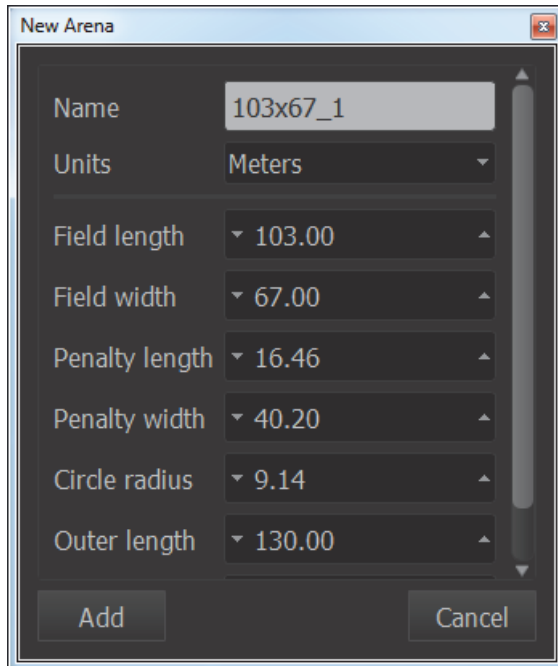 New Arena
Name 103x67_1
Units Meters
Field length 103.00
Field width 67.00
Penalty length 16.46
Penalty width 40.20
Circle radius 9.14
Outer length 130.00
Add Cancel